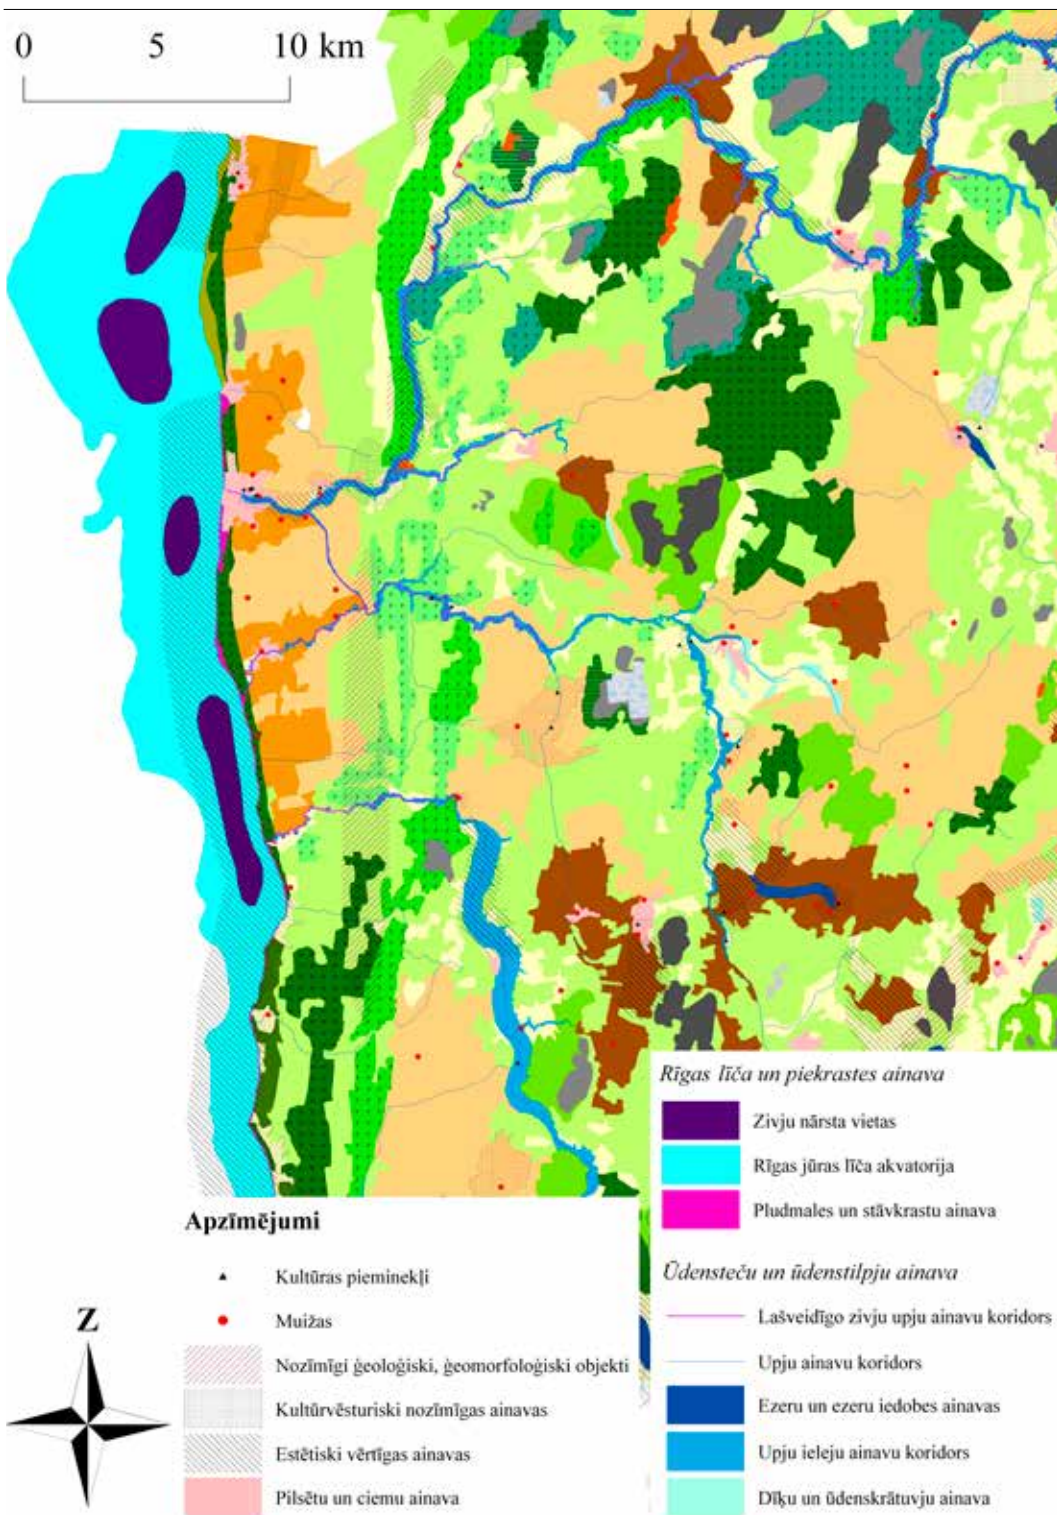 0 5 10 km
Rīgas līča un piekrastes ainava
Zivju nārsta vietas
Rīgas jūras līča akvatorija
Pludmales un stāvkrastu ainava
Ūdensteču un ūdenstilpju ainava
Lašveidīgo zivju upju ainavu koridors
Upju ainavu koridors
Ezeru un ezeru iedobes ainavas
Upju ieleju ainavu koridors
Dīķu un ūdenskrātuvju ainava
Apzīmējumi
Kultūras pieminekļi
Muižas
Nozīmīgi ģeoloģiski, ģeomorfoloģiski objekti
Kultūrvēsturiski nozīmīgas ainavas
Estētiski vērtīgas ainavas
Pilsētu un ciemu ainava
Z